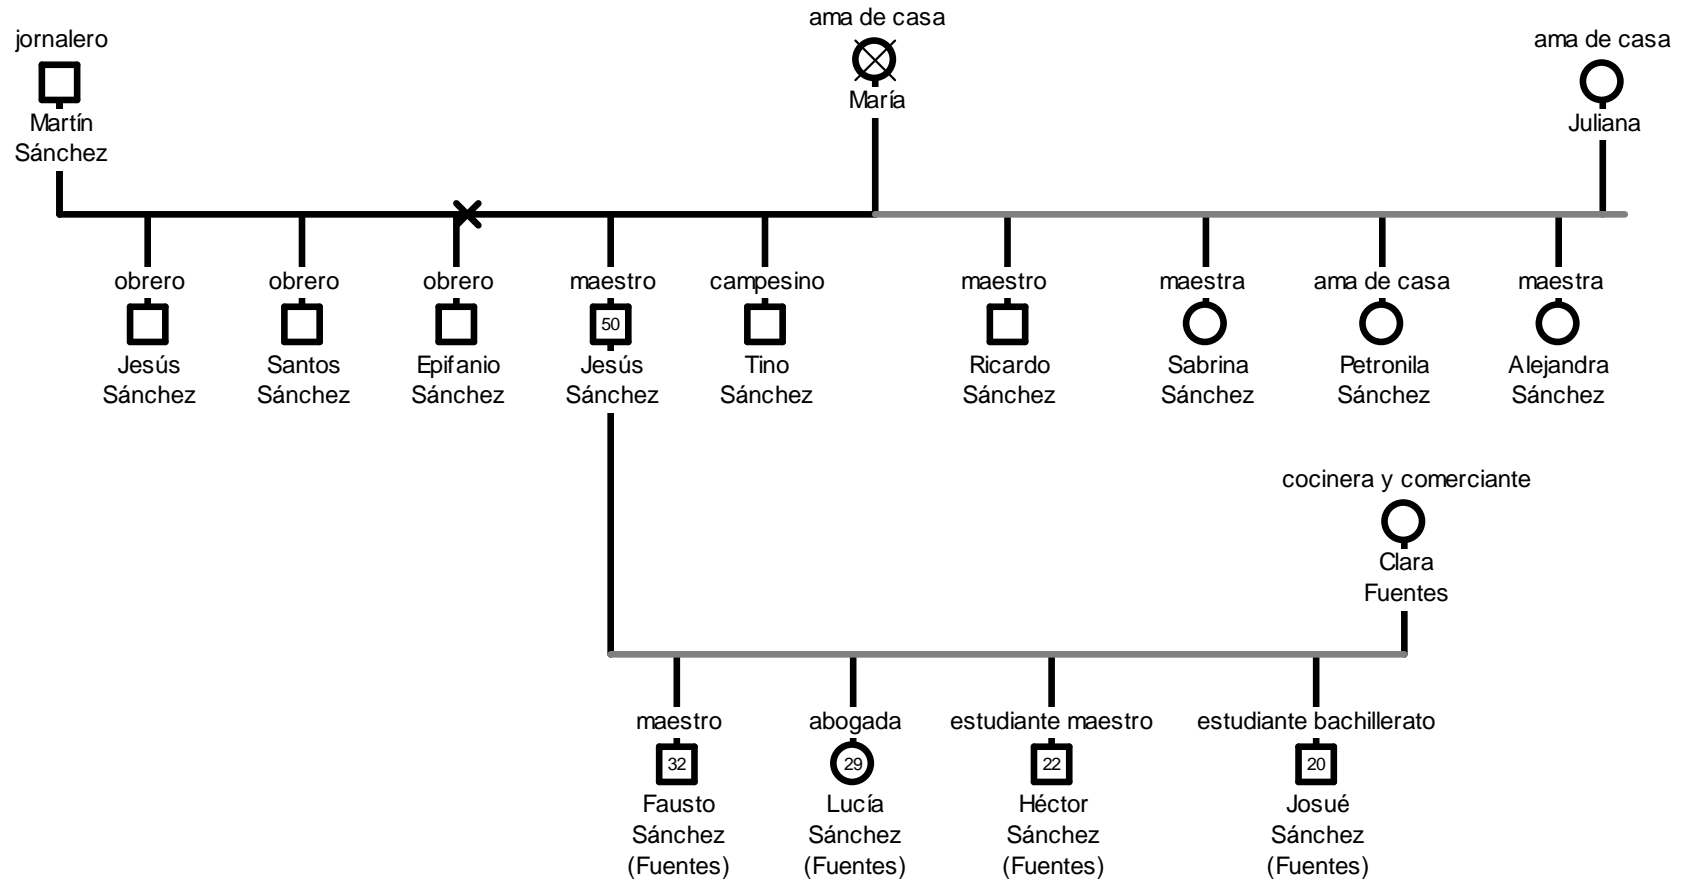 ama de casa
jornalero
ama de casa
María
Martín
Sánchez
Juliana
obrero
obrero
obrero
maestro
campesino
maestro
maestra
ama de casa
maestra
50
Jesús
Sánchez
Santos
Sánchez
Epifanio
Sánchez
Jesús
Sánchez
Tino
Sánchez
Ricardo
Sánchez
Sabrina
Sánchez
Petronila
Sánchez
Alejandra
Sánchez
cocinera y comerciante
Clara
Fuentes
maestro
abogada
estudiante maestro
estudiante bachillerato
32
29
22
20
Fausto
Sánchez
(Fuentes)
Lucía
Sánchez
(Fuentes)
Héctor
Sánchez
(Fuentes)
Josué
Sánchez
(Fuentes)